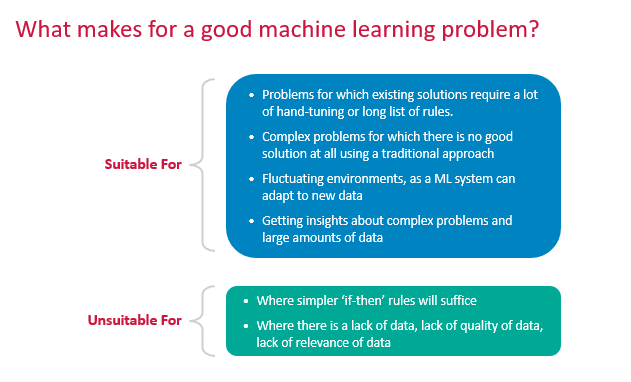 What makes for a good machine learning problem?
Suitable For
• Problems for which existing solutions require a lot
of hand-tuning or long list of rules.
• Complex problems for which there is no good
solution at all using a traditional approach
• Fluctuating environments, as a ML system can
adapt to new data
• Getting insights about complex problems and
large amounts of data
Unsuitable For
• Where simpler ‘if-then’ rules will suffice
• Where there is a lack of data, lack of quality of data,
lack of relevance of data